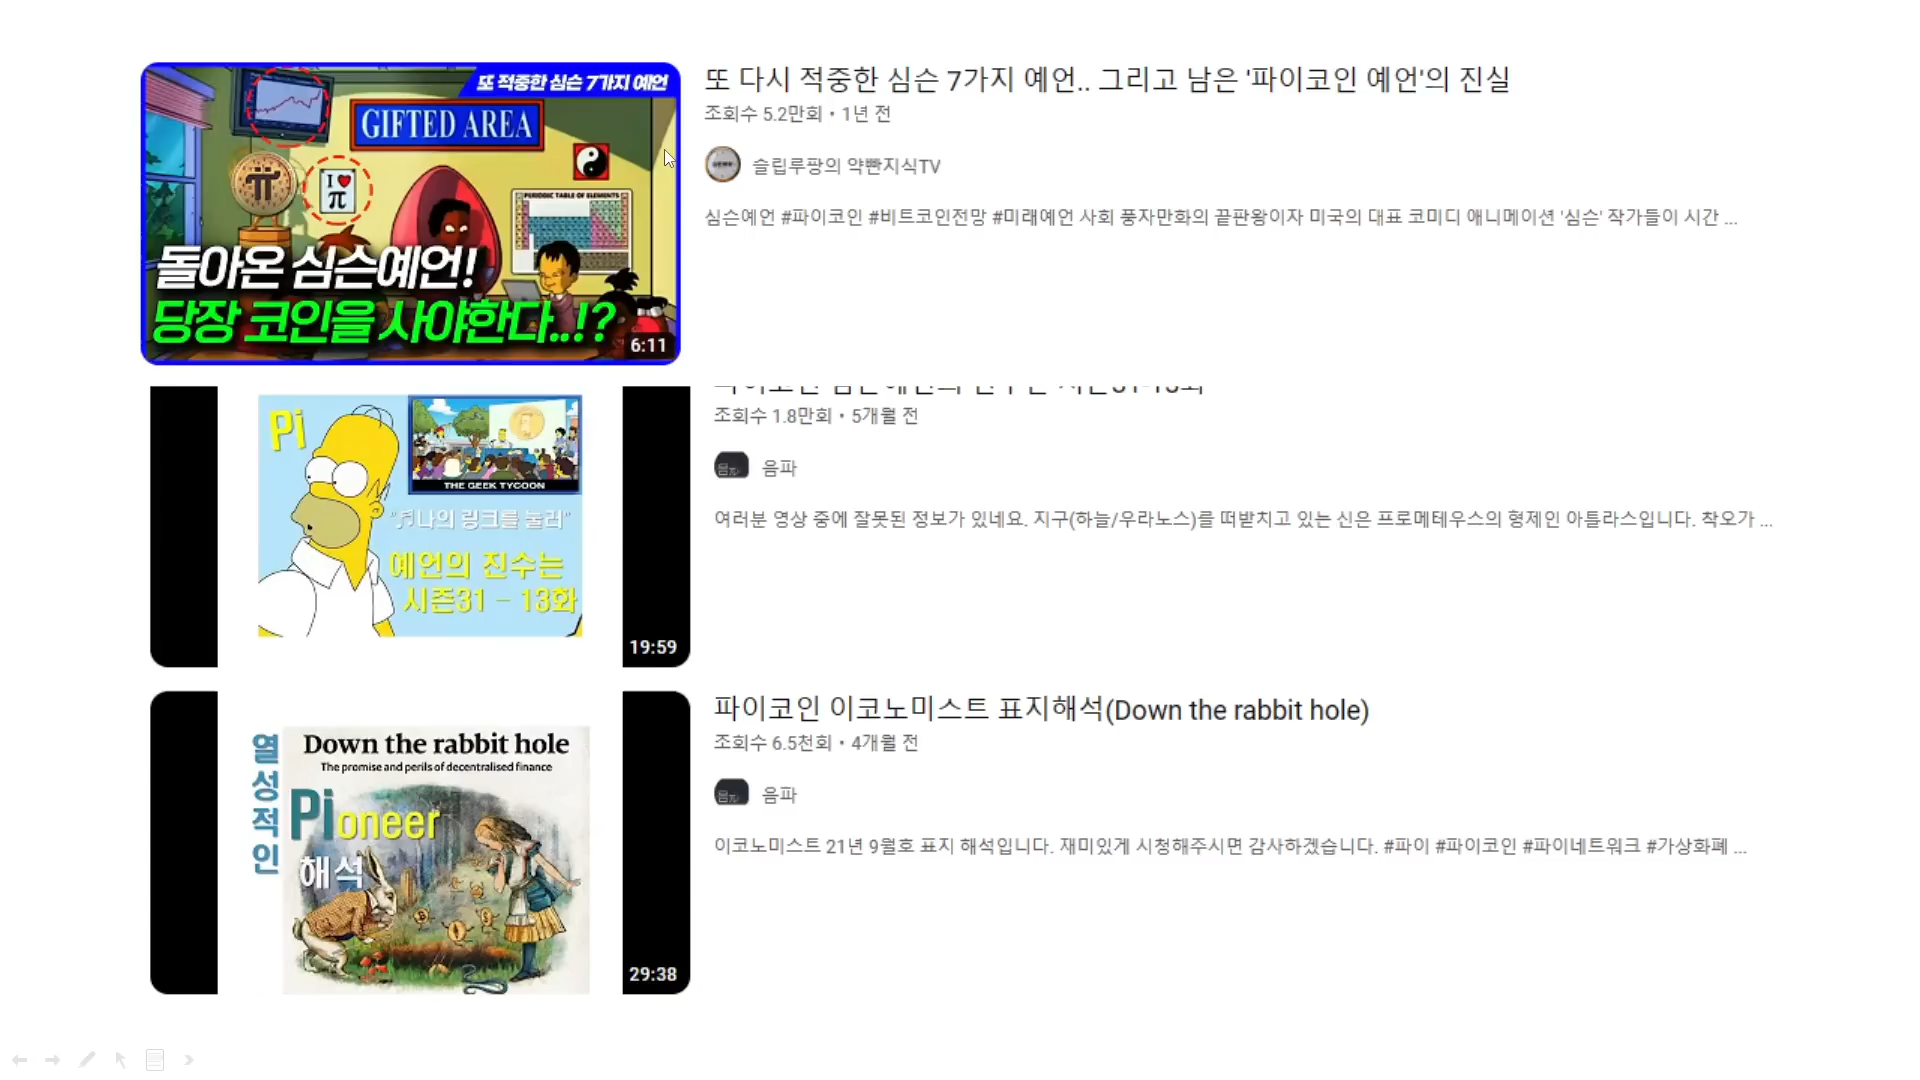 또 적중한 심슨 7가지 예언
GIFTED AREA
I ♥
π
PERIODIC TABLE OF ELEMENTS
돌아온 심슨예언!
당장 코인을 사야한다..!?
6:11
또 다시 적중한 심슨 7가지 예언.. 그리고 남은 '파이코인 예언'의 진실
조회수 5.2만회 • 1년 전
슬립루팡의 약빤지식TV
심슨예언 #파이코인 #비트코인전망 #미래예언 사회 풍자만화의 끝판왕이자 미국의 대표 코미디 애니메이션 '심슨' 작가들이 시간 ...
Pi
THE GEEK TYCOON
"♬나의 링크를 눌러"
예언의 진수는
시즌31 - 13화
19:59
조회수 1.8만회 • 5개월 전
음파
여러분 영상 중에 잘못된 정보가 있네요. 지구(하늘/우라노스)를 떠받치고 있는 신은 프로메테우스의 형제인 아틀라스입니다. 착오가 ...
열성적인
Down the rabbit hole
The promise and perils of decentralised finance
Pioneer
해석
29:38
파이코인 이코노미스트 표지해석(Down the rabbit hole)
조회수 6.5천회 • 4개월 전
음파
이코노미스트 21년 9월호 표지 해석입니다. 재미있게 시청해주시면 감사하겠습니다. #파이 #파이코인 #파이네트워크 #가상화폐 ...